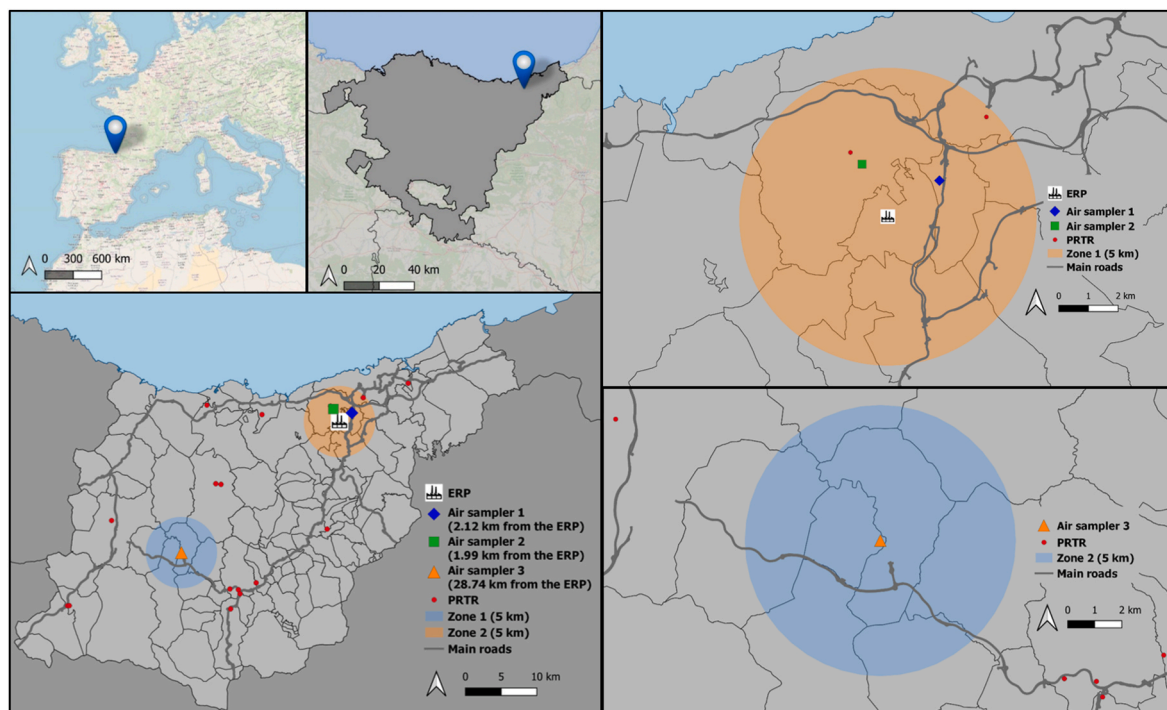 0 300 600 km
0 20 40 km
ERP
Air sampler 1
Air sampler 2
PRTR
Zone 1 (5 km)
Main roads
0 1 2 km
ERP
Air sampler 1
(2.12 km from the ERP)
Air sampler 2
(1.99 km from the ERP)
Air sampler 3
(28.74 km from the ERP)
PRTR
Zone 1 (5 km)
Zone 2 (5 km)
Main roads
0 5 10 km
Air sampler 3
PRTR
Zone 2 (5 km)
Main roads
0 1 2 km